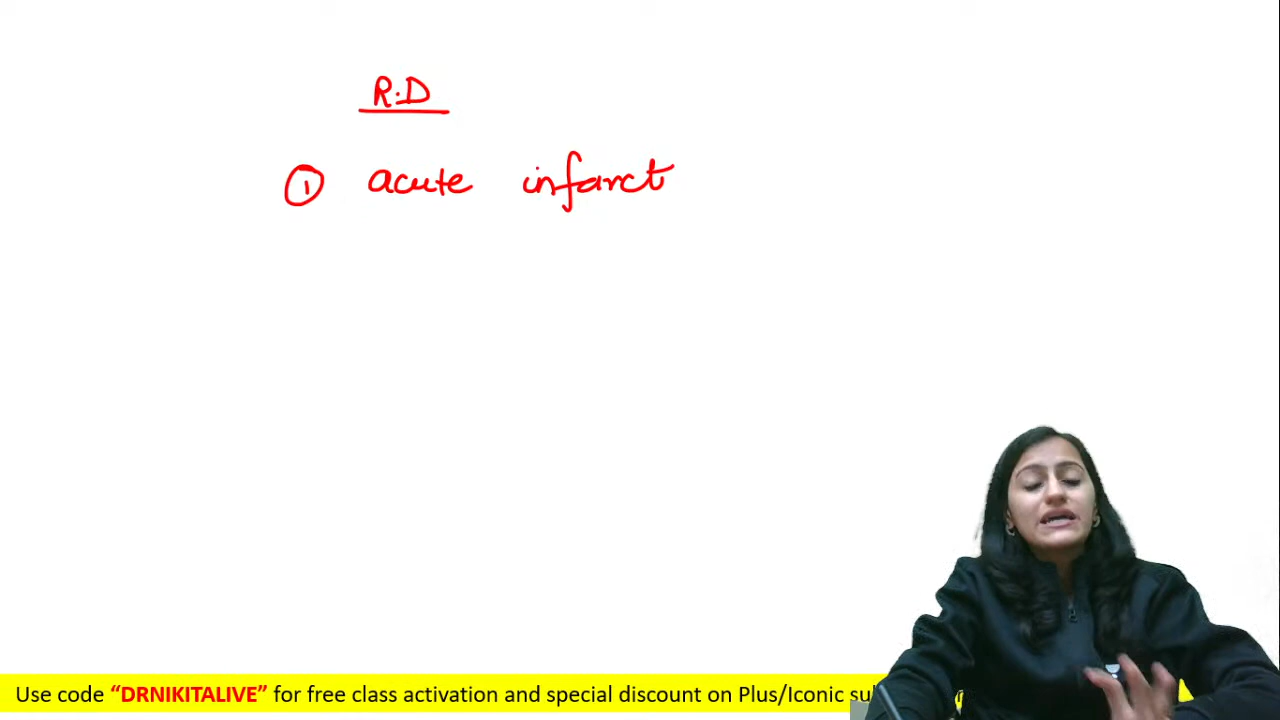 R.D
① acute infarct
Use code “DRNIKITALIVE” for free class activation and special discount on Plus/Iconic